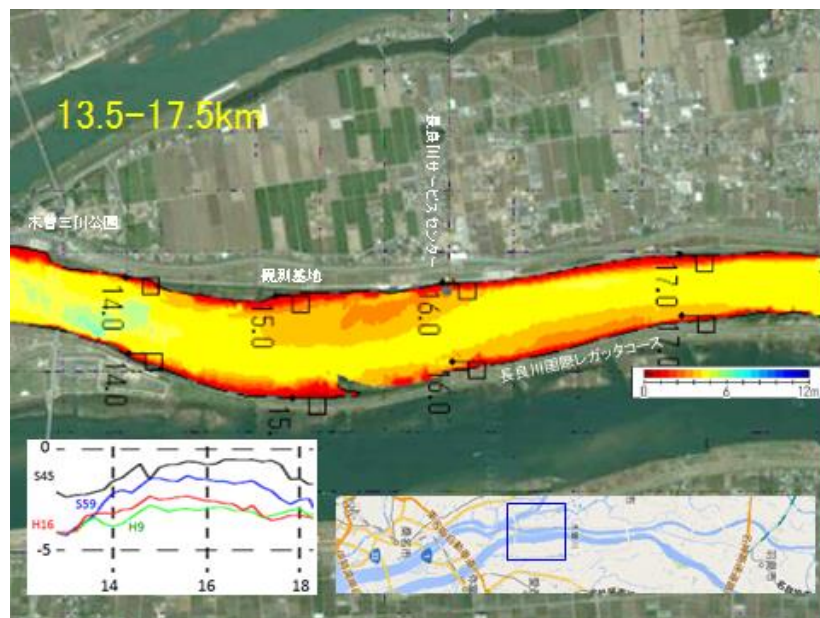 13.5-17.5km
長良川サービスセンター
木曽三川公園
観測基地
14.0
15.0
16.0
17.0
14.0
15.
16.0
17.0
長良川国際レガッタコース
0
6
12m
0
S45
S59
H16
H9
-5
14
16
18
桑名市